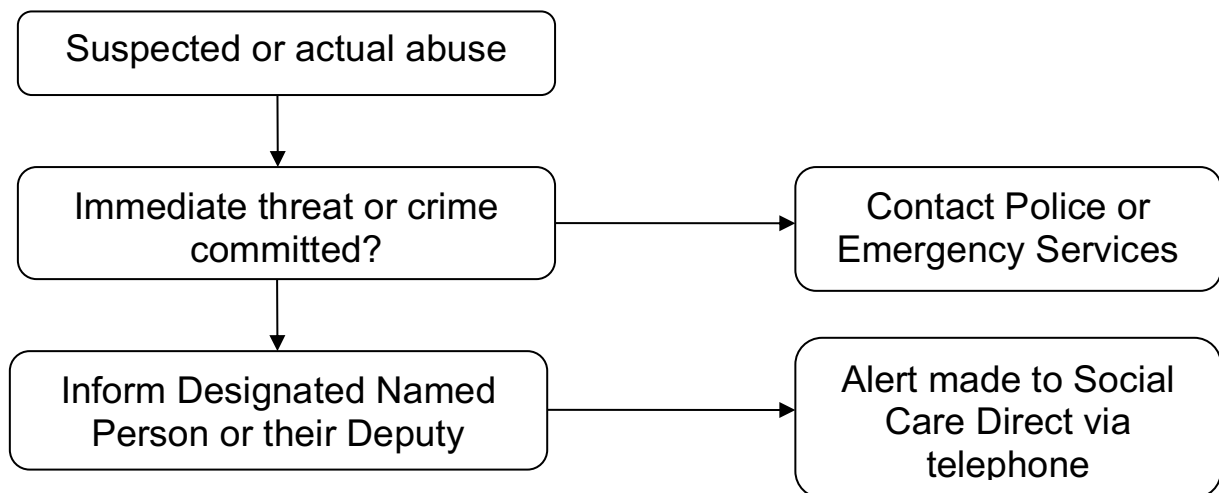 Suspected or actual abuse
Immediate threat or crime
committed?
Contact Police or
Emergency Services
Inform Designated Named
Person or their Deputy
Alert made to Social
Care Direct via
telephone